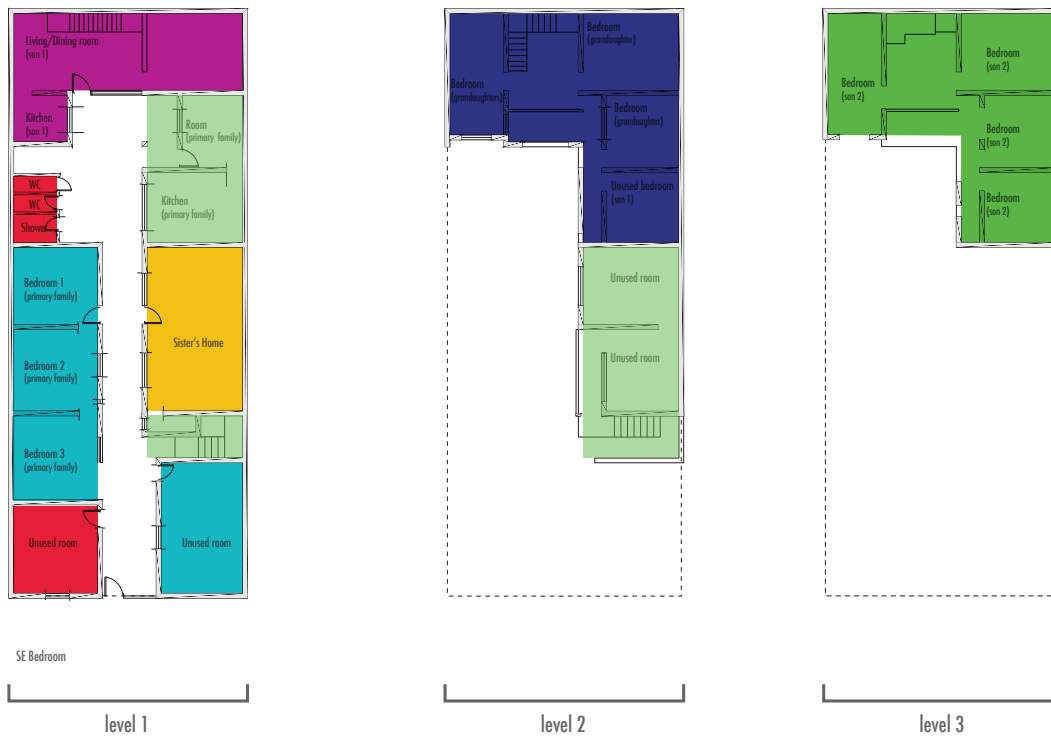 Living/Dining room
(son 1)
Kitchen
(son 1)
Room
(primary family)
Kitchen
(primary family)
WC
WC
Shower
Bedroom 1
(primary family)
Bedroom 2
(primary family)
Bedroom 3
(primary family)
Sister's Home
Unused room
Unused room
SE Bedroom
level 1
Bedroom
(grandaughter)
Bedroom
(grandaughters)
Bedroom
(grandaughter)
Unused bedroom
(son 1)
Unused room
Unused room
level 2
Bedroom
(son 2)
Bedroom
(son 2)
Bedroom
(son 2)
Bedroom
(son 2)
level 3